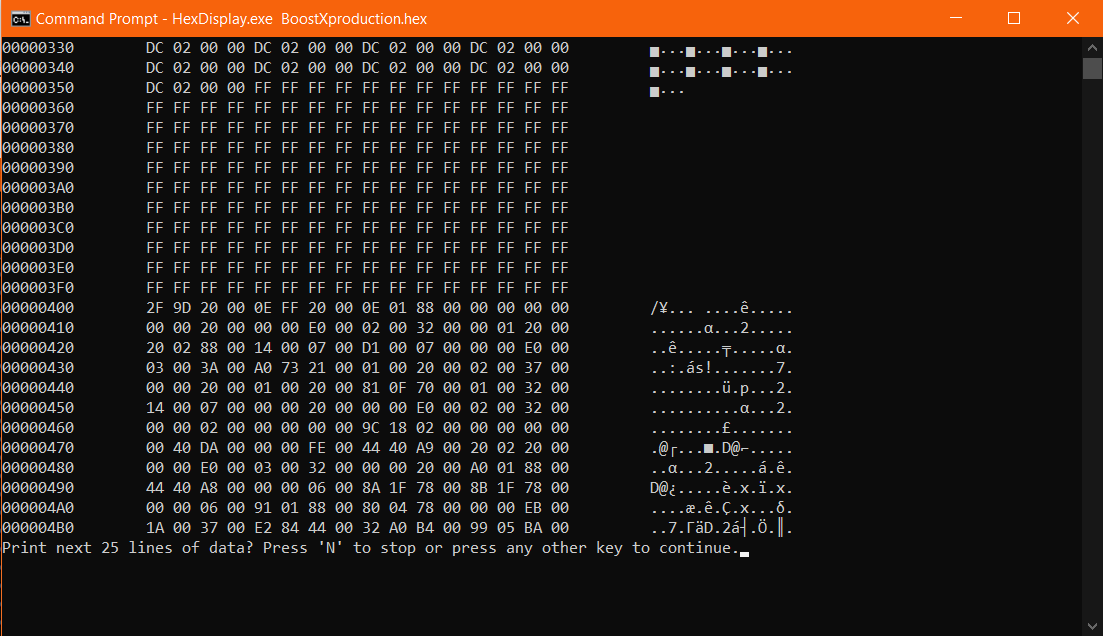 Command Prompt - HexDisplay.exe  BoostXproduction.hex
00000330        DC 02 00 00 DC 02 00 00 DC 02 00 00 DC 02 00 00         ■...■...■...■...
00000340        DC 02 00 00 DC 02 00 00 DC 02 00 00 DC 02 00 00         ■...■...■...■...
00000350        DC 02 00 00 FF FF FF FF FF FF FF FF FF FF FF FF         ■...
00000360        FF FF FF FF FF FF FF FF FF FF FF FF FF FF FF FF
00000370        FF FF FF FF FF FF FF FF FF FF FF FF FF FF FF FF
00000380        FF FF FF FF FF FF FF FF FF FF FF FF FF FF FF FF
00000390        FF FF FF FF FF FF FF FF FF FF FF FF FF FF FF FF
000003A0        FF FF FF FF FF FF FF FF FF FF FF FF FF FF FF FF
000003B0        FF FF FF FF FF FF FF FF FF FF FF FF FF FF FF FF
000003C0        FF FF FF FF FF FF FF FF FF FF FF FF FF FF FF FF
000003D0        FF FF FF FF FF FF FF FF FF FF FF FF FF FF FF FF
000003E0        FF FF FF FF FF FF FF FF FF FF FF FF FF FF FF FF
000003F0        FF FF FF FF FF FF FF FF FF FF FF FF FF FF FF FF
00000400        2F 9D 20 00 0E FF 20 00 0E 01 88 00 00 00 00 00         /¥... ....ê.....
00000410        00 00 20 00 00 00 E0 00 02 00 32 00 00 01 20 00         ......α...2.....
00000420        20 02 88 00 14 00 07 00 D1 00 07 00 00 00 E0 00         ..ê.....╤.....α.
00000430        03 00 3A 00 A0 73 21 00 01 00 20 00 02 00 37 00         ..:.ás!.......7.
00000440        00 00 20 00 01 00 20 00 81 0F 70 00 01 00 32 00         ........ü.p...2.
00000450        14 00 07 00 00 00 20 00 00 00 E0 00 02 00 32 00         ..........α...2.
00000460        00 00 02 00 00 00 00 00 9C 18 02 00 00 00 00 00         ........£.......
00000470        00 40 DA 00 00 00 FE 00 44 40 A9 00 20 02 20 00         .@┌...■.D@⌐.....
00000480        00 00 E0 00 03 00 32 00 00 00 20 00 A0 01 88 00         ..α...2.....á.ê.
00000490        44 40 A8 00 00 00 06 00 8A 1F 78 00 8B 1F 78 00         D@¿.....è.x.ï.x.
000004A0        00 00 06 00 91 01 88 00 80 04 78 00 00 00 EB 00         ....æ.ê.Ç.x...δ.
000004B0        1A 00 37 00 E2 84 44 00 32 A0 B4 00 99 05 BA 00         ..7.ΓäD.2á┤.Ö.║.
Print next 25 lines of data? Press 'N' to stop or press any other key to continue.